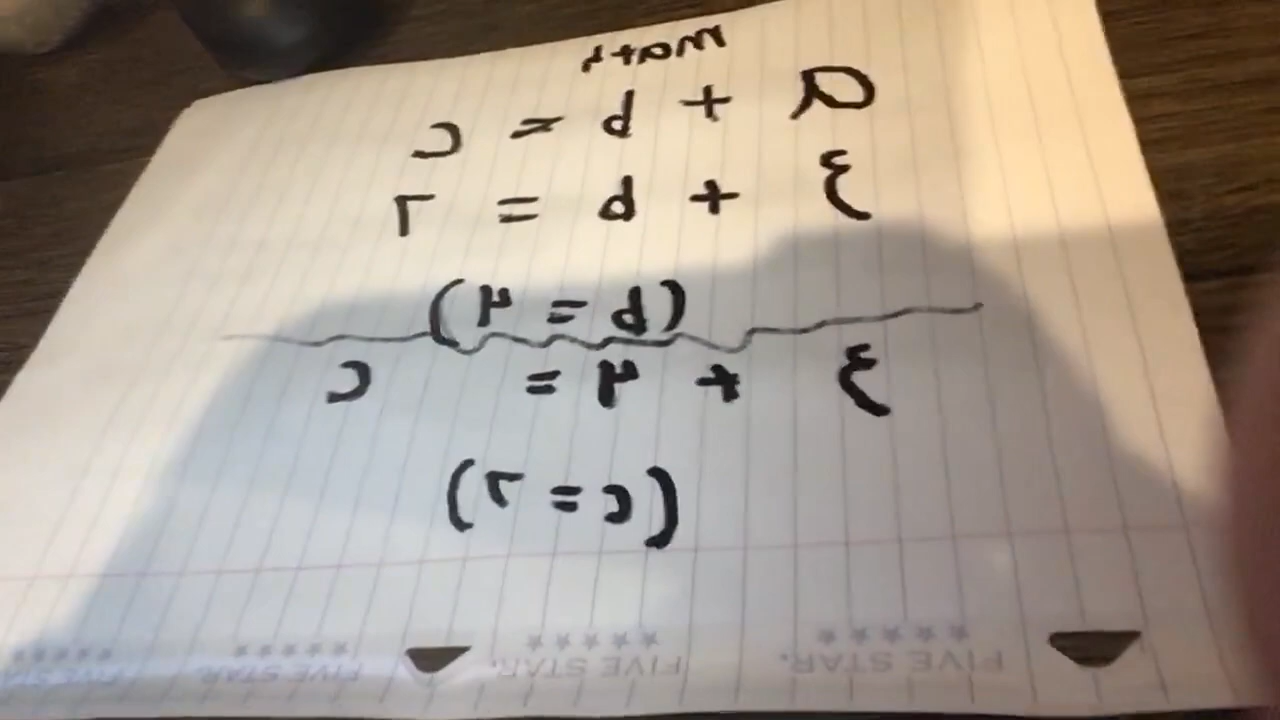 math
a + b = c
3 + b = 7
(b = 4)
3 + 4 = c
(c = 7)
FIVE STAR. FIVE STAR. FIVE STAR